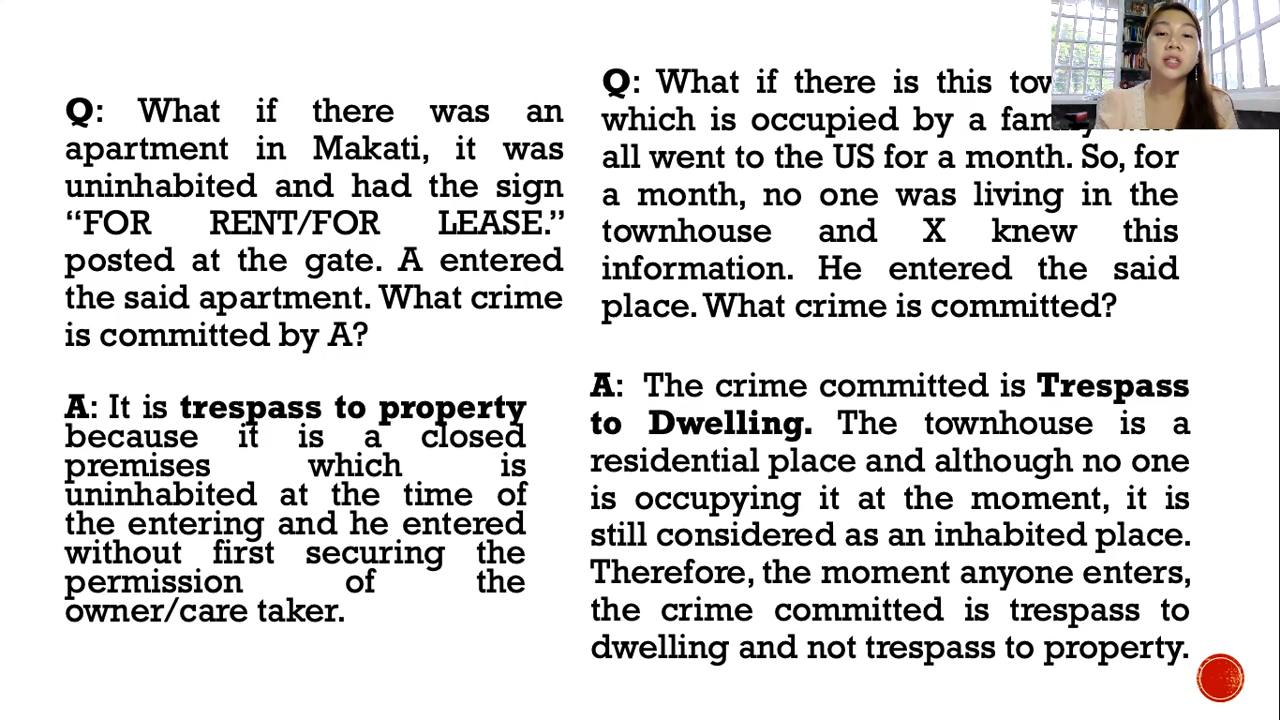 Q: What if there was an
apartment in Makati, it was
uninhabited and had the sign
“FOR RENT/FOR LEASE.”
posted at the gate. A entered
the said apartment. What crime
is committed by A?
A: It is trespass to property
because it is a closed
premises which is
uninhabited at the time of
the entering and he entered
without first securing the
permission of the
owner/care taker.
Q: What if there is this
which is occupied by a family
all went to the US for a month. So, for
a month, no one was living in the
townhouse and X knew this
information. He entered the said
place. What crime is committed?
A: The crime committed is Trespass
to Dwelling. The townhouse is a
residential place and although no one
is occupying it at the moment, it is
still considered as an inhabited place.
Therefore, the moment anyone enters,
the crime committed is trespass to
dwelling and not trespass to property.